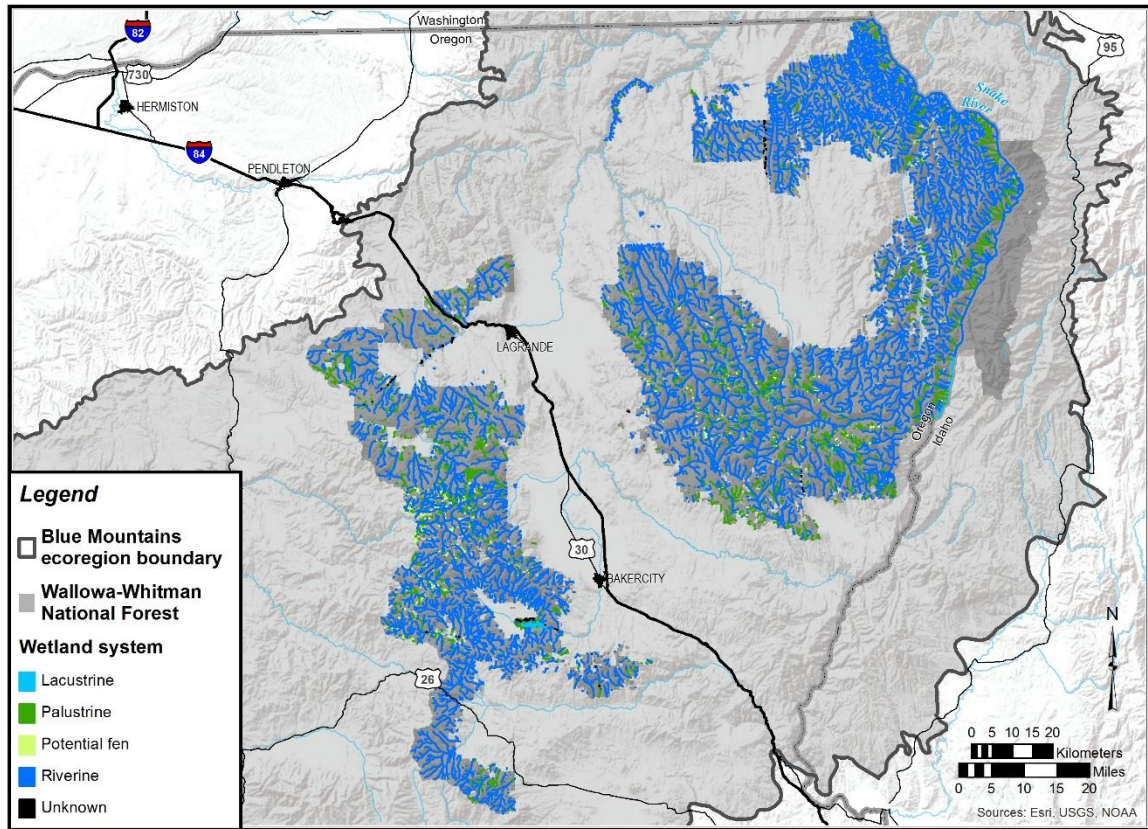 Washington
Oregon
82
95
730
HERMISTON
Snake
River
84
PENDLETON
LAGRANDE
Oregon
Idaho
30
BAKERCITY
26
N
Legend
Blue Mountains
ecoregion boundary
Wallowa-Whitman
National Forest
Wetland system
Lacustrine
Palustrine
Potential fen
Riverine
Unknown
0 5 10 15 20
Kilometers
0 5 10 15 20
Miles
Sources: Esri, USGS, NOAA